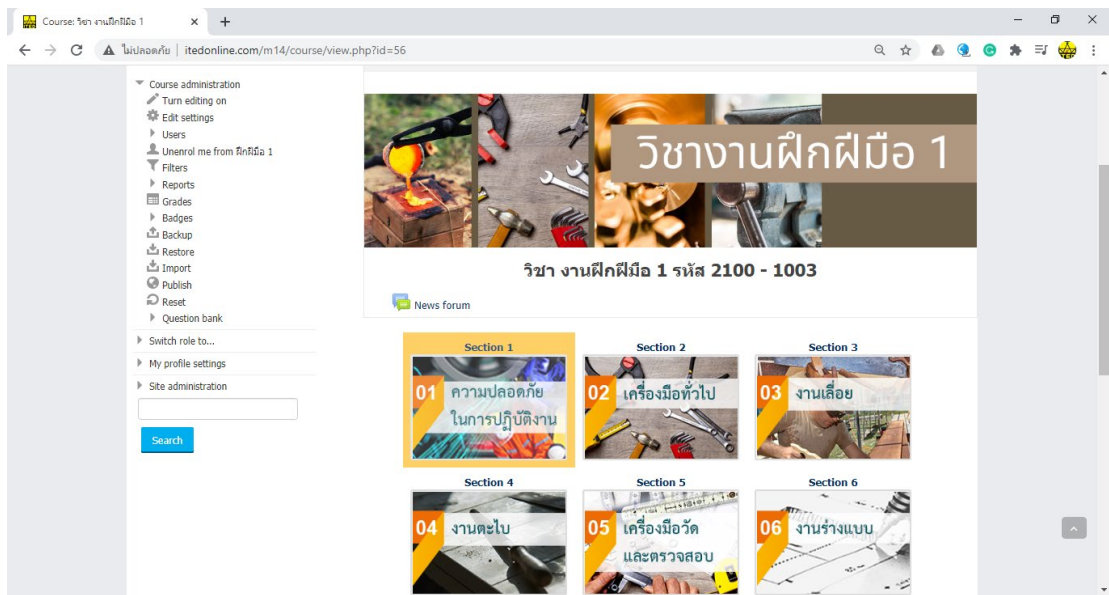 Course: วิชา งานฝึกฝีมือ 1
ไม่ปลอดภัย | itedonline.com/m14/course/view.php?id=56
Course administration
Turn editing on
Edit settings
Users
Unenrol me from ฝึกฝีมือ 1
Filters
Reports
Grades
Badges
Backup
Restore
Import
Publish
Reset
Question bank
Switch role to...
My profile settings
Site administration
Search
วิชางานฝึกฝีมือ 1
วิชา งานฝึกฝีมือ 1 รหัส 2100 - 1003
News forum
Section 1
01 ความปลอดภัย
ในการปฏิบัติงาน
Section 2
02 เครื่องมือทั่วไป
Section 3
03 งานเลื่อย
Section 4
04 งานตะไบ
Section 5
05 เครื่องมือวัด
และตรวจสอบ
Section 6
06 งานร่างแบบ